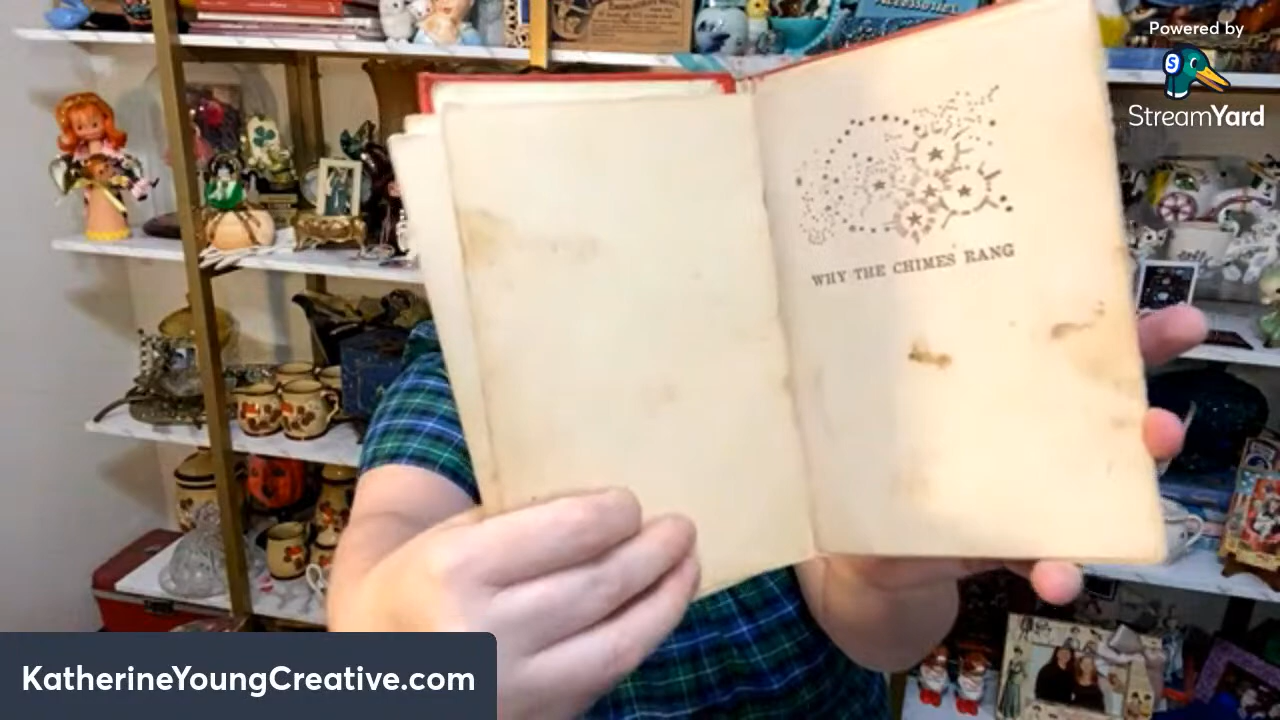 Powered by
StreamYard
WHY THE CHIMES RANG
KatherineYoungCreative.com